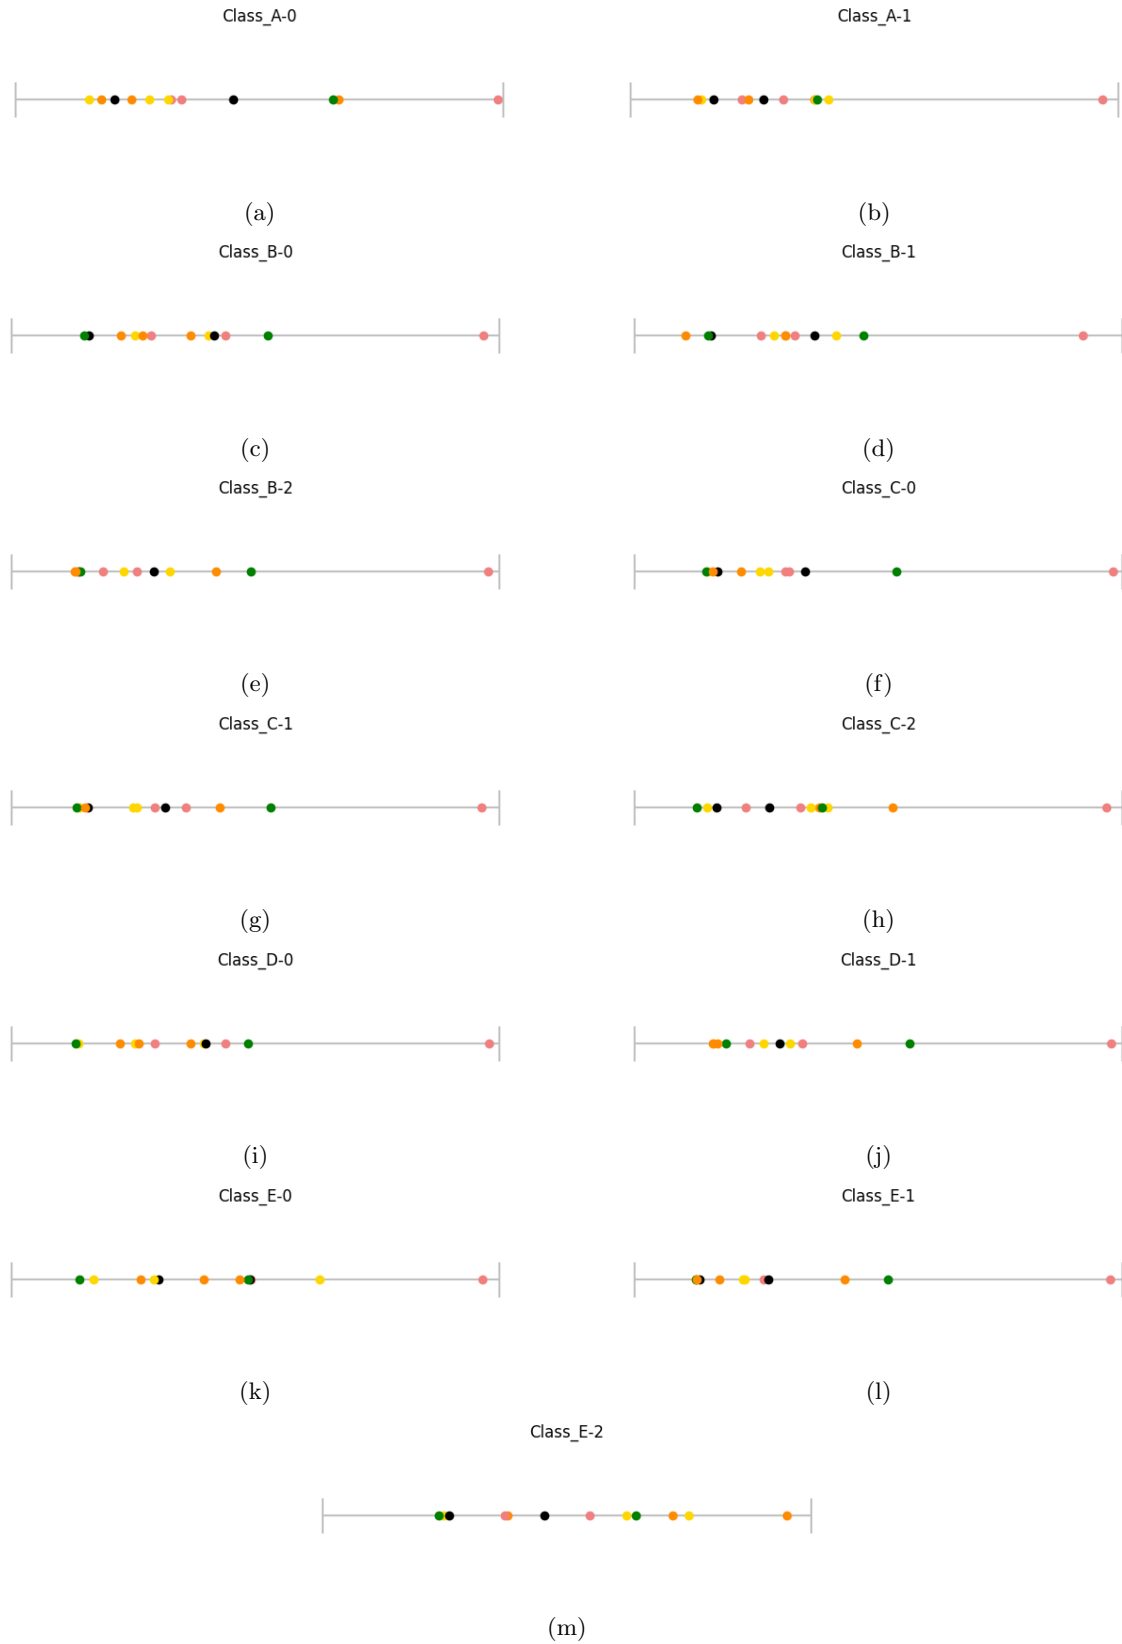 Class_A-0
Class_A-1
(a)
(b)
Class_B-0
Class_B-1
(c)
(d)
Class_B-2
Class_C-0
(e)
(f)
Class_C-1
Class_C-2
(g)
(h)
Class_D-0
Class_D-1
(i)
(j)
Class_E-0
Class_E-1
(k)
(l)
Class_E-2
(m)